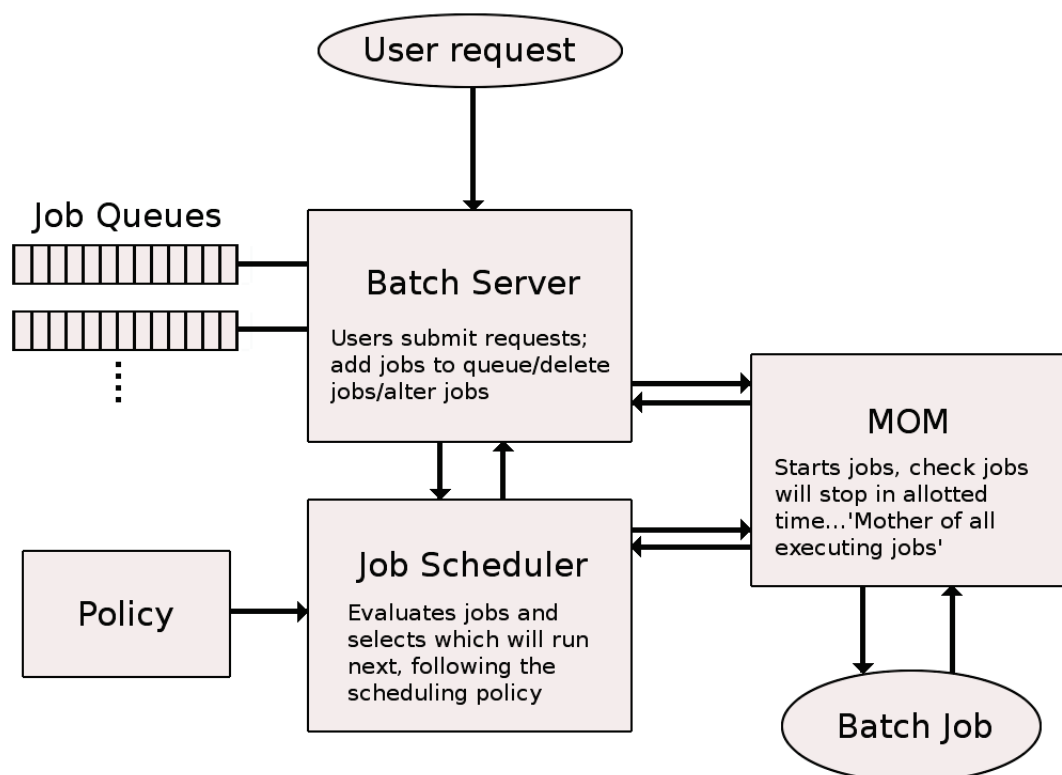 User request
Job Queues
Batch Server
Users submit requests;
add jobs to queue/delete
jobs/alter jobs
MOM
Starts jobs, check jobs
will stop in allotted
time...'Mother of all
executing jobs'
Job Scheduler
Evaluates jobs and
selects which will run
next, following the
scheduling policy
Policy
Batch Job